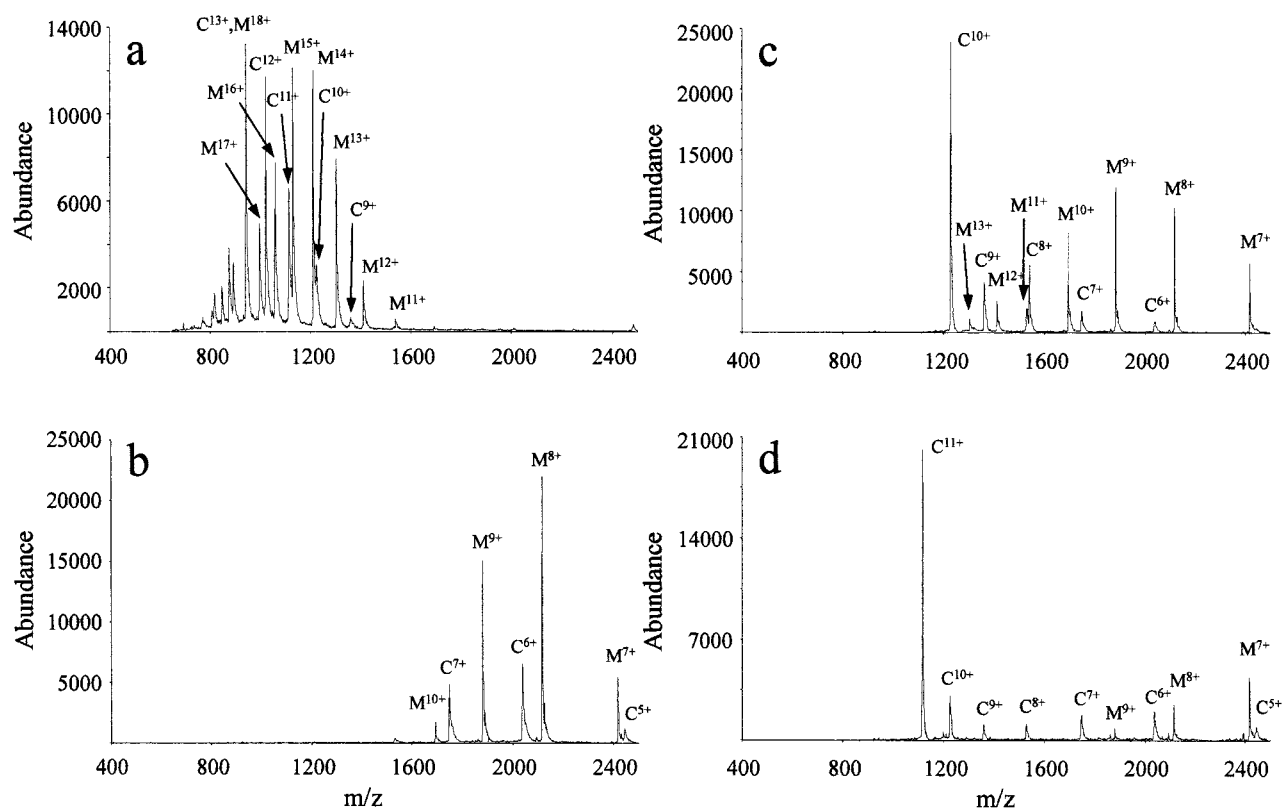 a
14000
10000
6000
2000
Abundance
C¹³⁺,M¹⁸⁺
M¹⁵⁺
C¹²⁺
M¹⁴⁺
M¹⁶⁺
C¹¹⁺
C¹⁰⁺
M¹⁷⁺
M¹³⁺
C⁹⁺
M¹²⁺
M¹¹⁺
400 800 1200 1600 2000 2400
c
25000
20000
15000
10000
5000
Abundance
C¹⁰⁺
M⁹⁺
M⁸⁺
M¹¹⁺
M¹⁰⁺
M¹³⁺
C⁸⁺
M⁷⁺
C⁹⁺
M¹²⁺
C⁷⁺
C⁶⁺
400 1200 1600 2000 2400
b
25000
20000
15000
10000
5000
Abundance
M⁸⁺
M⁹⁺
C⁶⁺
C⁷⁺
M⁷⁺
M¹⁰⁺
C⁵⁺
400 800 1200 1600 2000 2400
m/z
d
21000
14000
7000
Abundance
C¹¹⁺
M⁷⁺
C¹⁰⁺
C⁹⁺
C⁸⁺
C⁷⁺
M⁹⁺
C⁶⁺
M⁸⁺
C⁵⁺
400 800 1200 1600 2000 2400
m/z